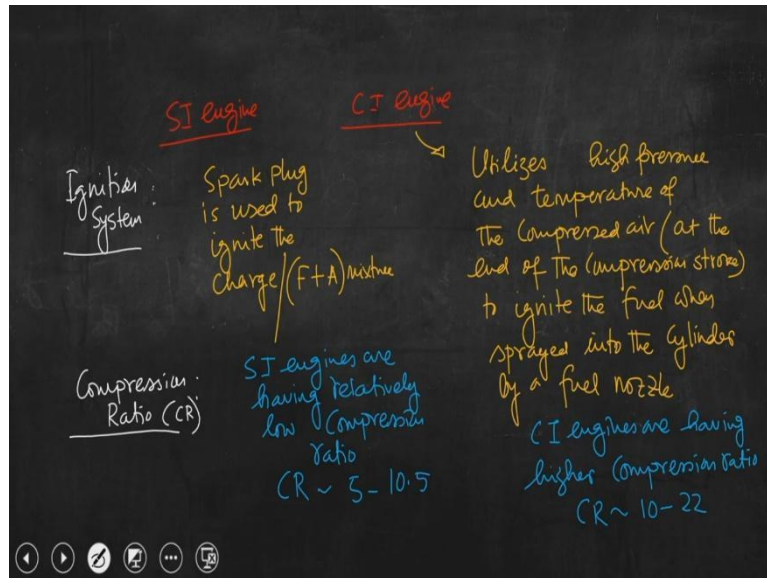 SI engine
CI engine
Ignition :
System :
Spark plug
is used to
ignite the
charge/(F+A) mixture
Utilizes high pressure
and temperature of
the compressed air (at the
end of the compression stroke)
to ignite the fuel when
sprayed into the cylinder
by a fuel nozzle
Compression :
Ratio (CR)
SI engines are
having relatively
low compression
ratio
CR ~ 5-10.5
CI engines are having
higher compression ratio
CR ~ 10-22